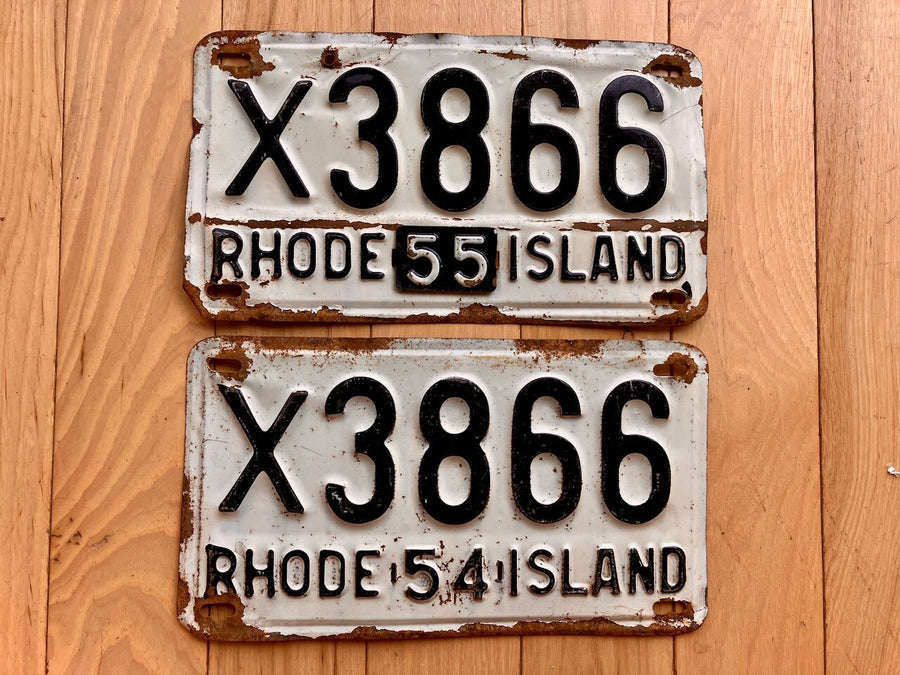 X3866
RHODE 55 ISLAND
X3866
RHODE 54 ISLAND